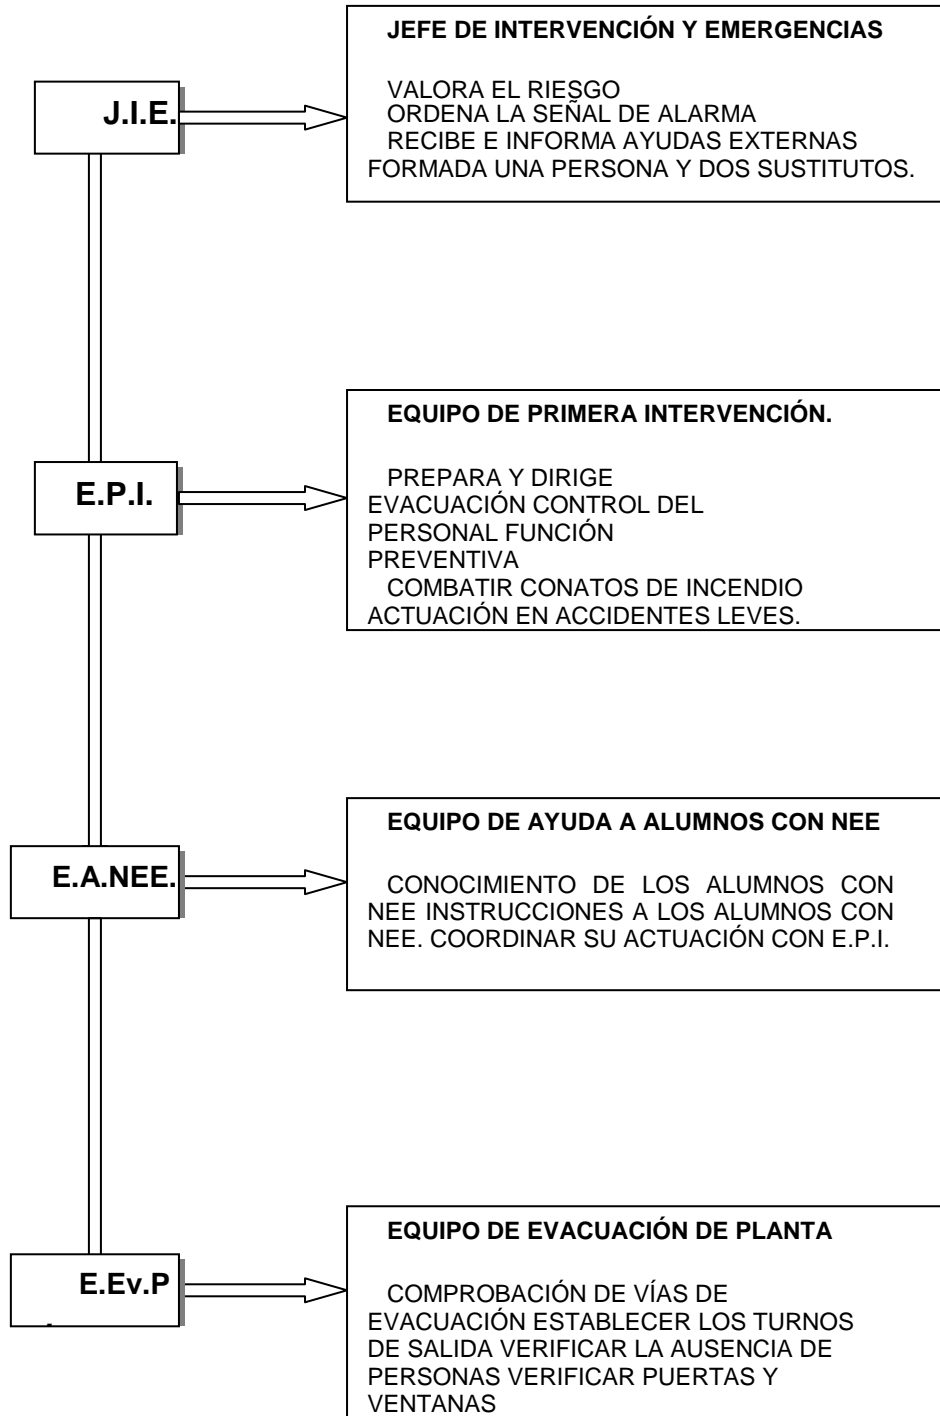 JEFE DE INTERVENCIÓN Y EMERGENCIAS
J.I.E.
VALORA EL RIESGO
ORDENA LA SEÑAL DE ALARMA
RECIBE E INFORMA AYUDAS EXTERNAS
FORMADA UNA PERSONA Y DOS SUSTITUTOS.
EQUIPO DE PRIMERA INTERVENCIÓN.
E.P.I.
PREPARA Y DIRIGE
EVACUACIÓN CONTROL DEL
PERSONAL FUNCIÓN
PREVENTIVA
COMBATIR CONATOS DE INCENDIO
ACTUACIÓN EN ACCIDENTES LEVES.
EQUIPO DE AYUDA A ALUMNOS CON NEE
E.A.NEE.
CONOCIMIENTO DE LOS ALUMNOS CON
NEE INSTRUCCIONES A LOS ALUMNOS CON
NEE. COORDINAR SU ACTUACIÓN CON E.P.I.
EQUIPO DE EVACUACIÓN DE PLANTA
E.Ev.P
.
COMPROBACIÓN DE VÍAS DE
EVACUACIÓN ESTABLECER LOS TURNOS
DE SALIDA VERIFICAR LA AUSENCIA DE
PERSONAS VERIFICAR PUERTAS Y
VENTANAS